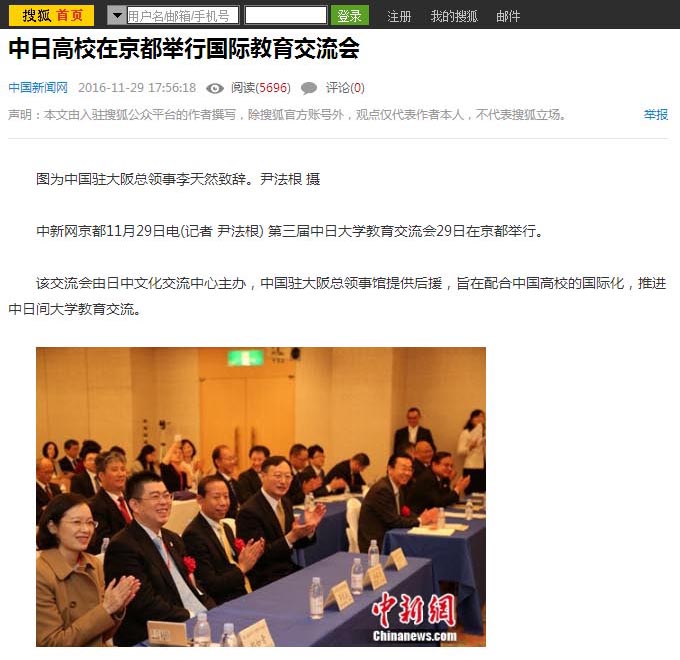 搜狐 首页
用户名/邮箱/手机号
登录
注册
我的搜狐
邮件
中日高校在京都举行国际教育交流会
中国新闻网 2016-11-29 17:56:18 阅读(5696) 评论(0)
声明：本文由入驻搜狐公众平台的作者撰写，除搜狐官方账号外，观点仅代表作者本人，不代表搜狐立场。 举报
图为中国驻大阪总领事李天然致辞。尹法根 摄
中新网京都11月29日电(记者 尹法根) 第三届中日大学教育交流会29日在京都举行。
该交流会由日中文化交流中心主办，中国驻大阪总领事馆提供后援，旨在配合中国高校的国际化，推进
中日间大学教育交流。
中新網
Chinanews.com